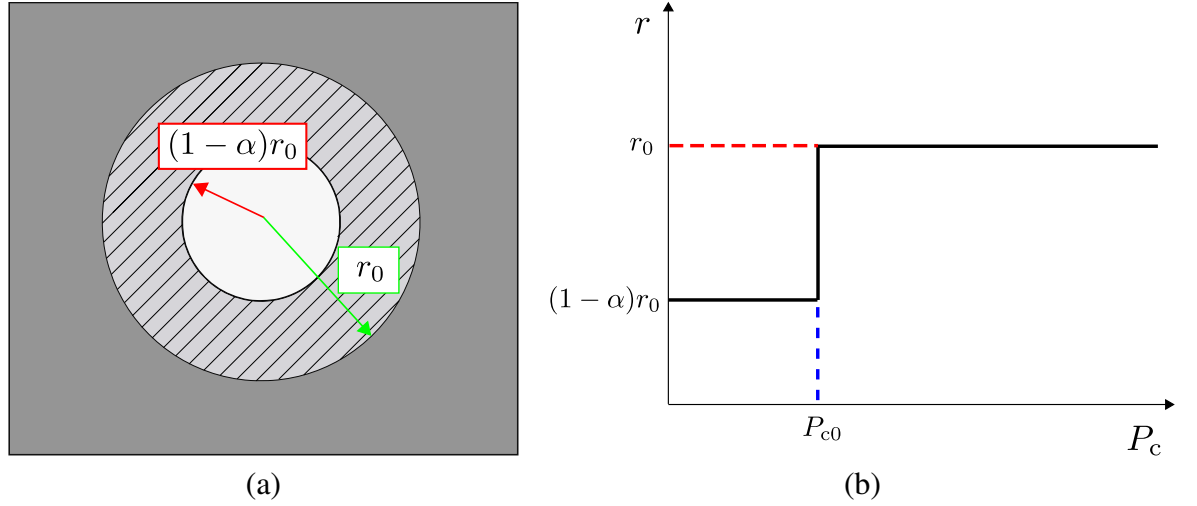 (1 − α)r₀
r₀
(a)
r
r₀
(1 − α)r₀
P_c0
P_c
(b)